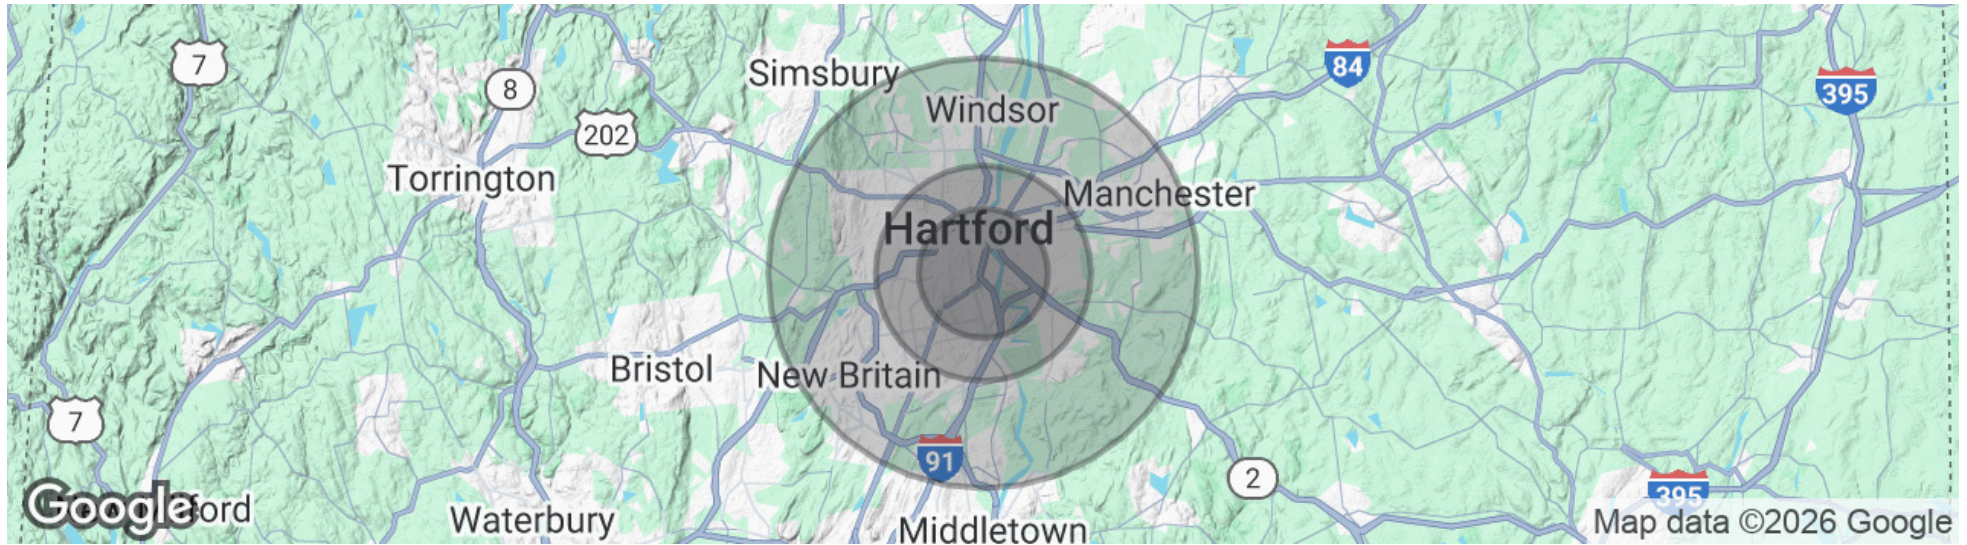 7
8
84
395
Simsbury
Windsor
202
Torrington
Manchester
Hartford
Bristol
New Britain
7
91
2
395
Google
Waterbury
Middletown
Map data ©2026 Google